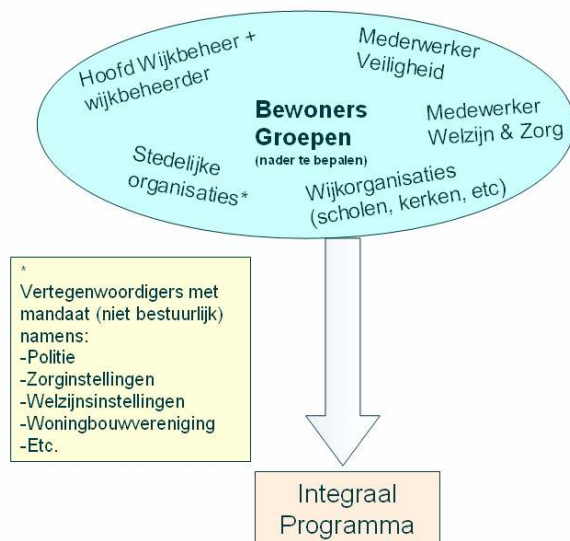 Hoofd Wijkbeheer +
wijkbeheerder
Mederwerker
Veiligheid
Bewoners
Groepen
(nader te bepalen)
Medewerker
Welzijn & Zorg
Stedelijke
organisaties*
Wijkorganisaties
(scholen, kerken, etc)
*
Vertegenwoordigers met
mandaat (niet bestuurlijk)
namens:
-Politie
-Zorginstellingen
-Welzijnsinstellingen
-Woningbouwvereniging
-Etc.
Integraal
Programma